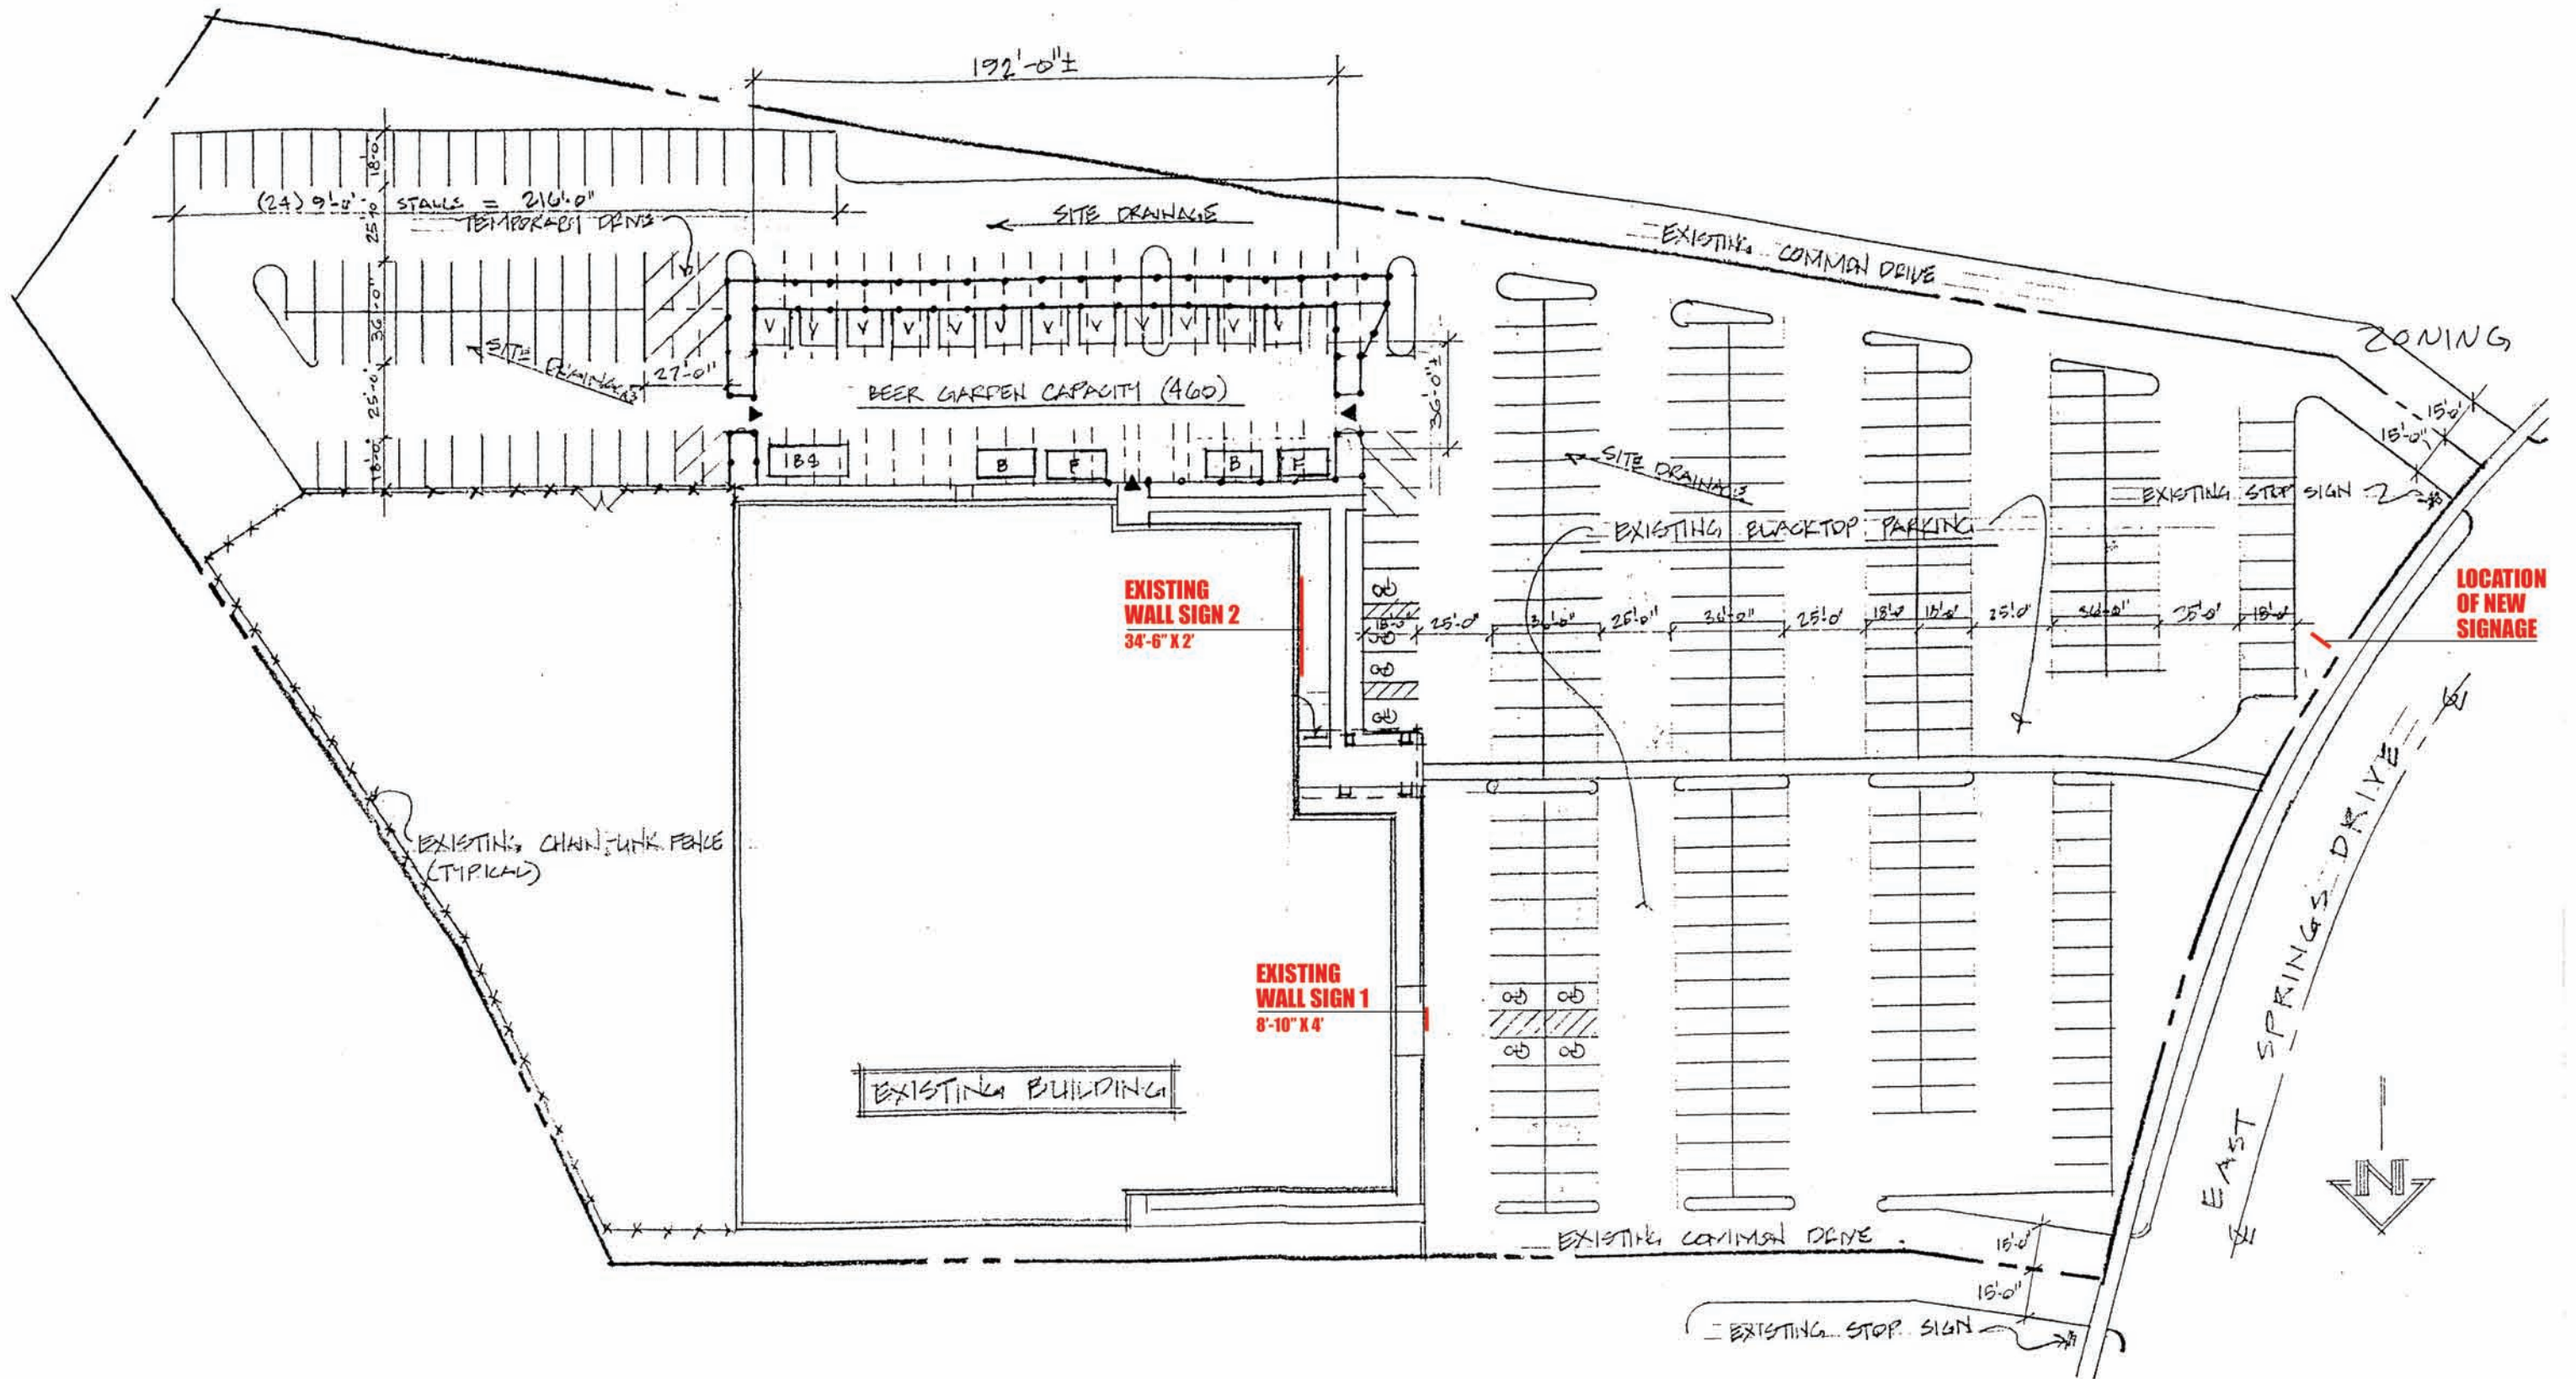 192'-0"±
18'-0"
(24) 9'-0" STALLS = 216'-0"
TEMPORARY DRIVE
25'-0"
SITE DRAINAGE
EXISTING COMMON DRIVE
ZONING
36'-0"
V V V V V V V V V V V V
SITE DRAINAGE
27'-0"
BEER GARDEN CAPACITY (460)
36'-0"±
15'-0"
15'-0"
25'-0"
18'-0"
B F B F
SITE DRAINAGE
EXISTING STOP SIGN
EXISTING BLACKTOP PARKING
EXISTING
WALL SIGN 2
34'-6" X 2'
LOCATION
OF NEW
SIGNAGE
18'-0" 25'-0" 36'-0" 25'-0" 36'-0" 25'-0" 18'-0" 18'-0" 25'-0" 36'-0" 25'-0" 18'-0"
EXISTING CHAIN-LINK FENCE
(TYPICAL)
EXISTING
WALL SIGN 1
8'-10" X 4'
EXISTING BUILDING
EAST SPRINGS DRIVE
N
EXISTING COMMON DRIVE
15'-0"
15'-0"
EXISTING STOP SIGN